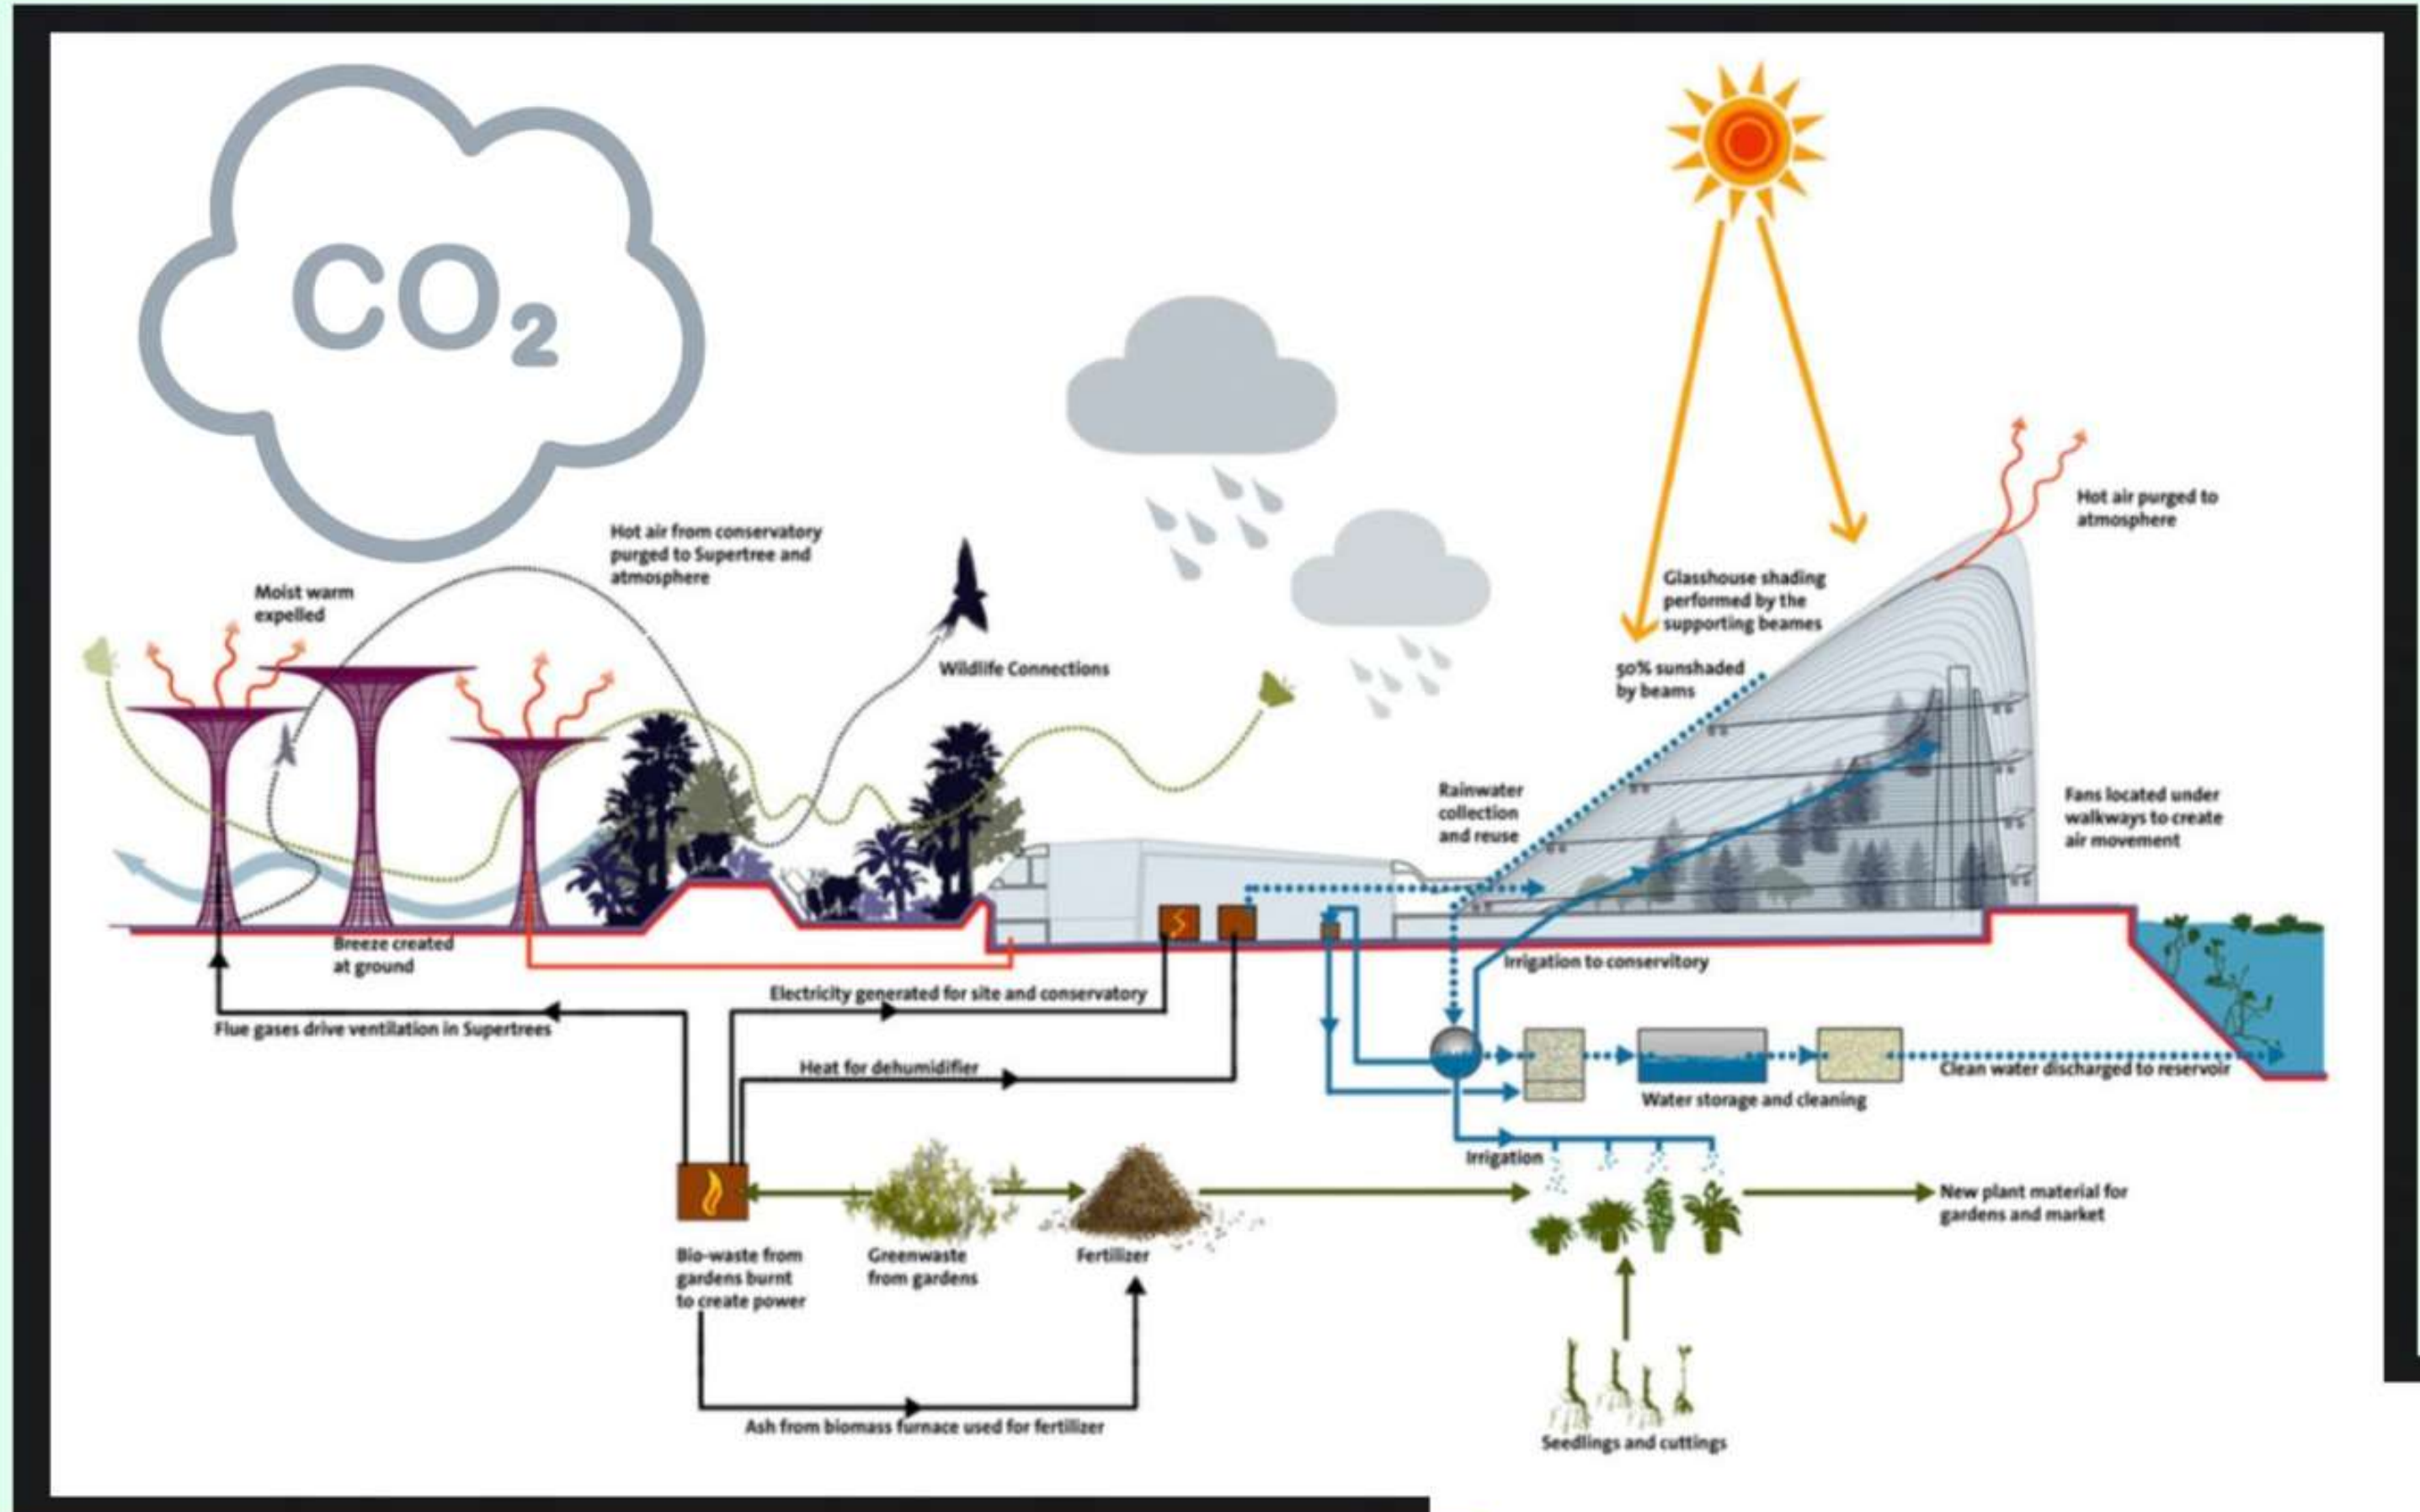 CO₂
Hot air from conservatory
purged to Supertree and
atmosphere
Moist warm
expelled
Wildlife Connections
Hot air purged to
atmosphere
Glasshouse shading
performed by the
supporting beames
50% sunshaded
by beams
Rainwater
collection
and reuse
Fans located under
walkways to create
air movement
Breeze created
at ground
Irrigation to conservitory
Electricity generated for site and conservatory
Flue gases drive ventilation in Supertrees
Heat for dehumidifier
Clean water discharged to reservoir
Water storage and cleaning
Irrigation
New plant material for
gardens and market
Bio-waste from
gardens burnt
to create power
Greenwaste
from gardens
Fertilizer
Ash from biomass furnace used for fertilizer
Seedlings and cuttings